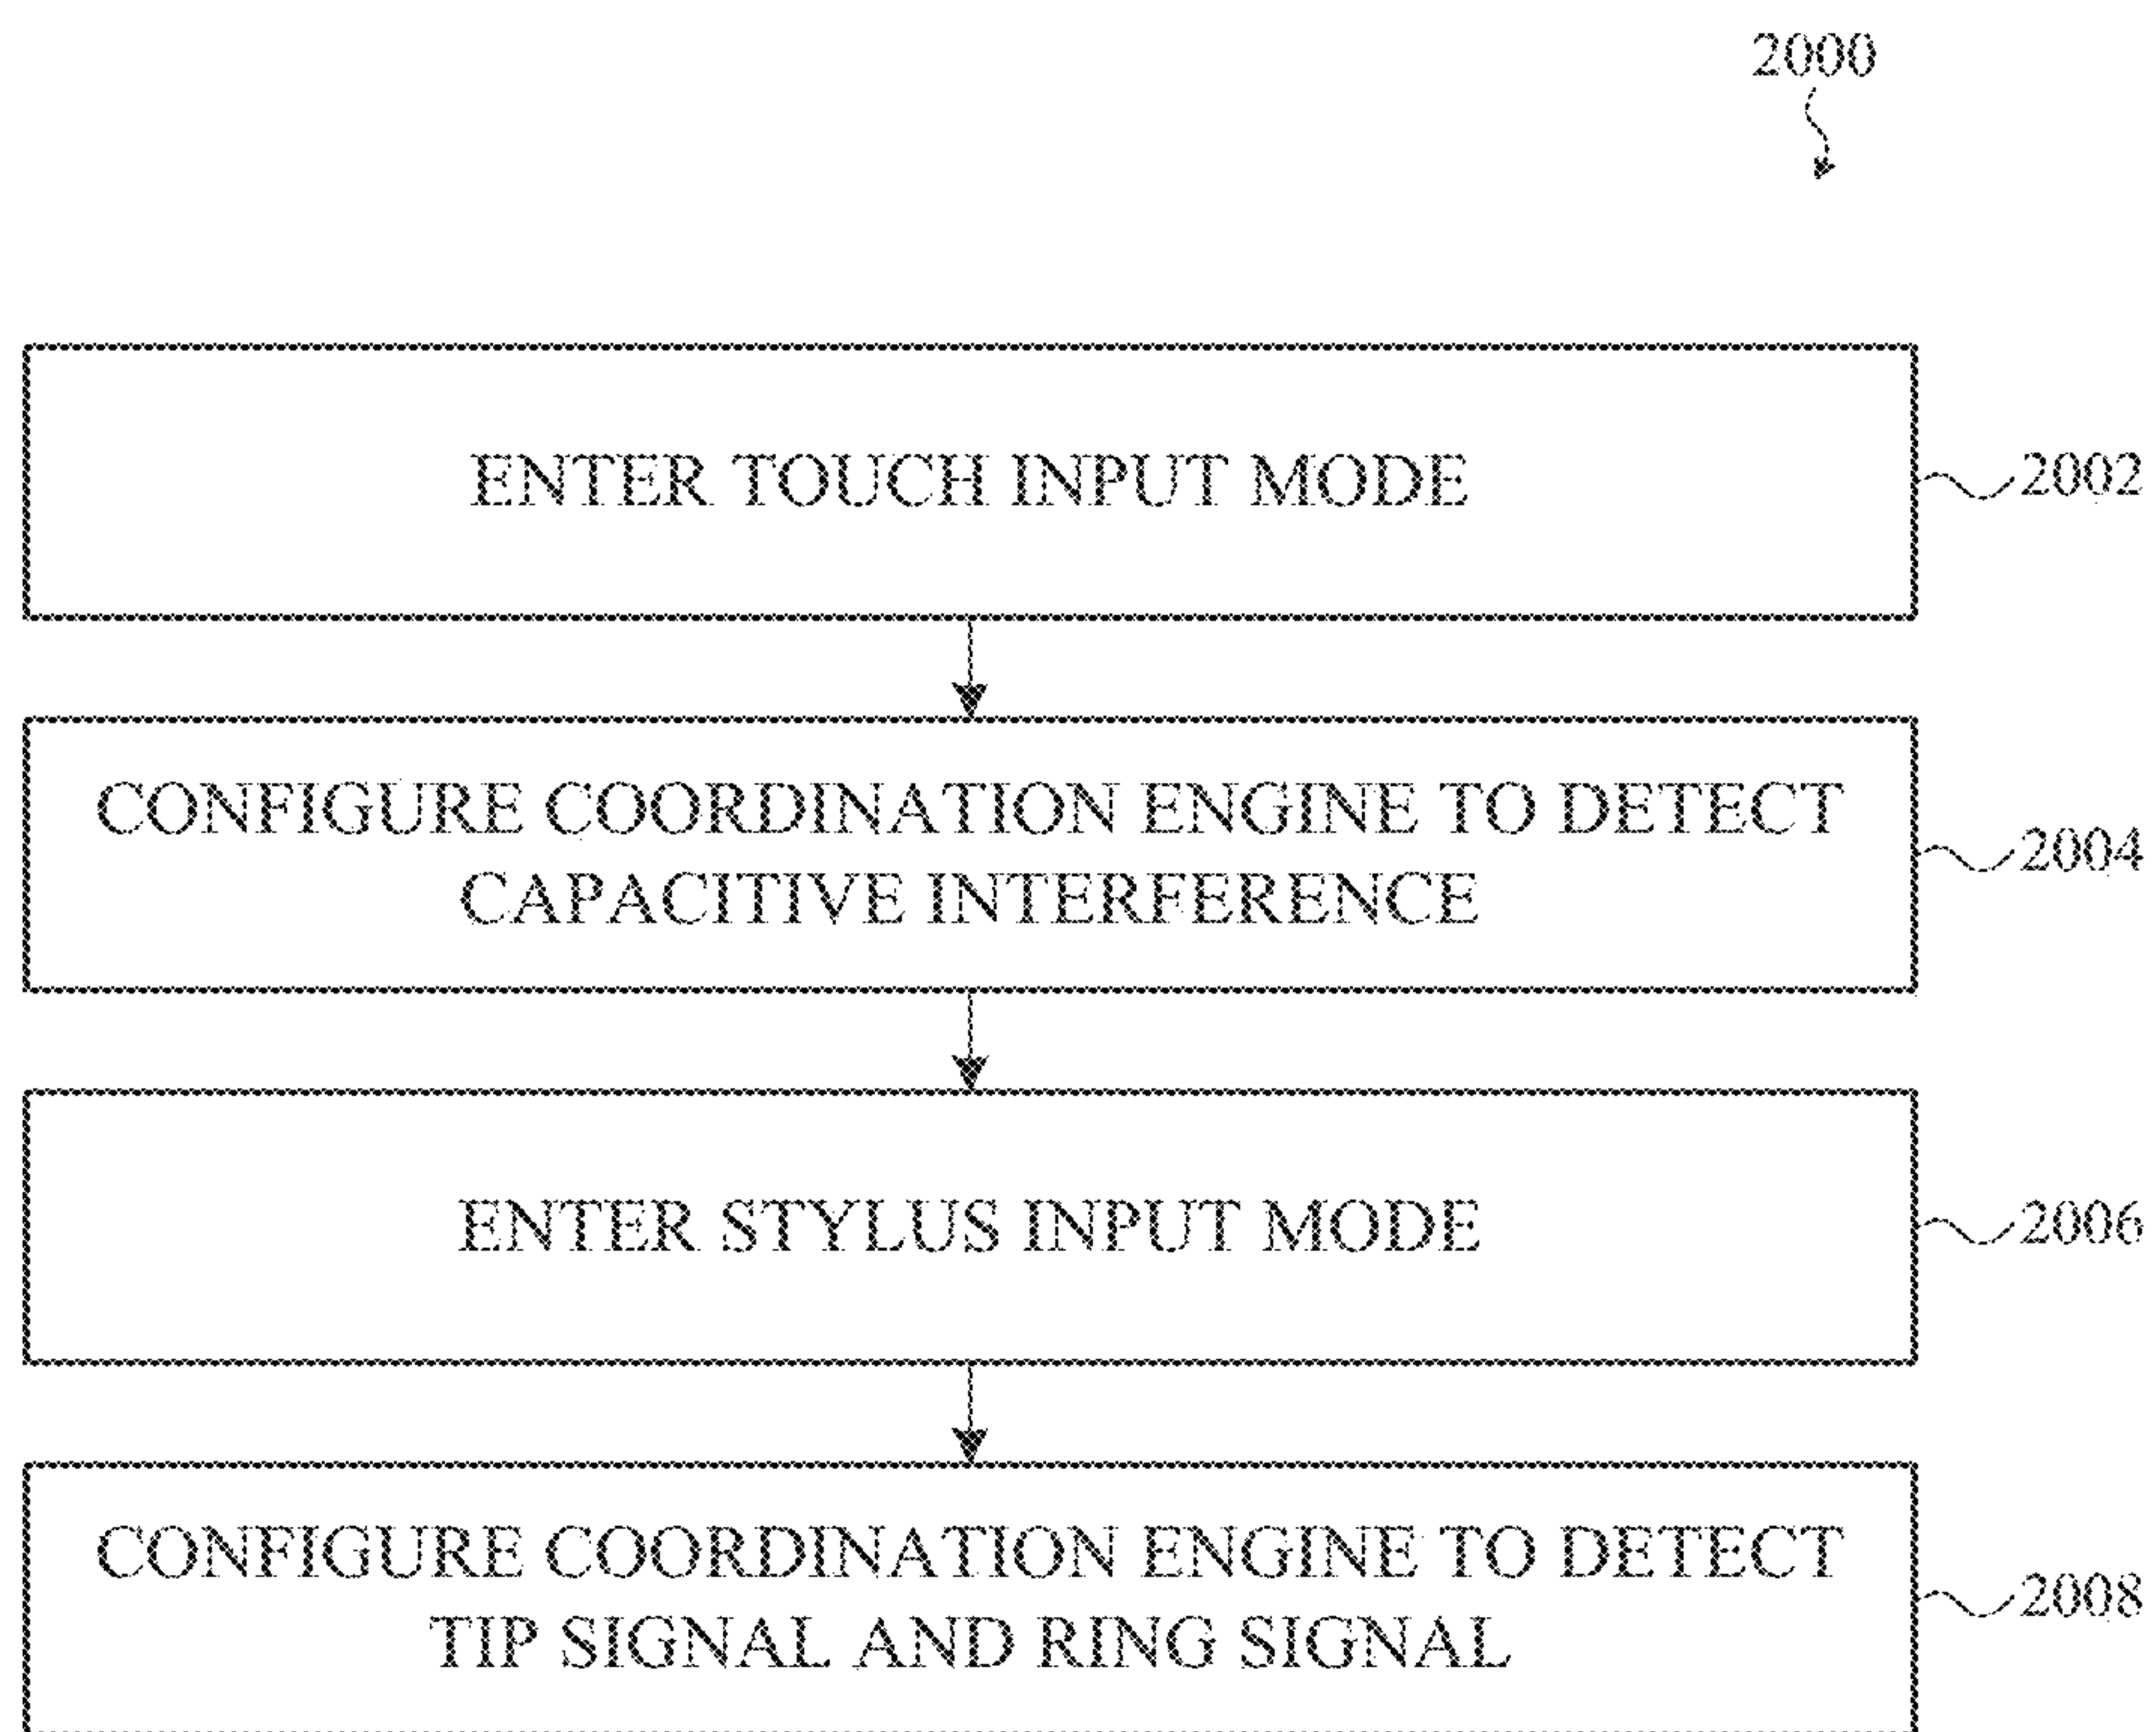 2000
ENTER TOUCH INPUT MODE
2002
CONFIGURE COORDINATION ENGINE TO DETECT
CAPACITIVE INTERFERENCE
2004
ENTER STYLUS INPUT MODE
2006
CONFIGURE COORDINATION ENGINE TO DETECT
TIP SIGNAL AND RING SIGNAL
2008